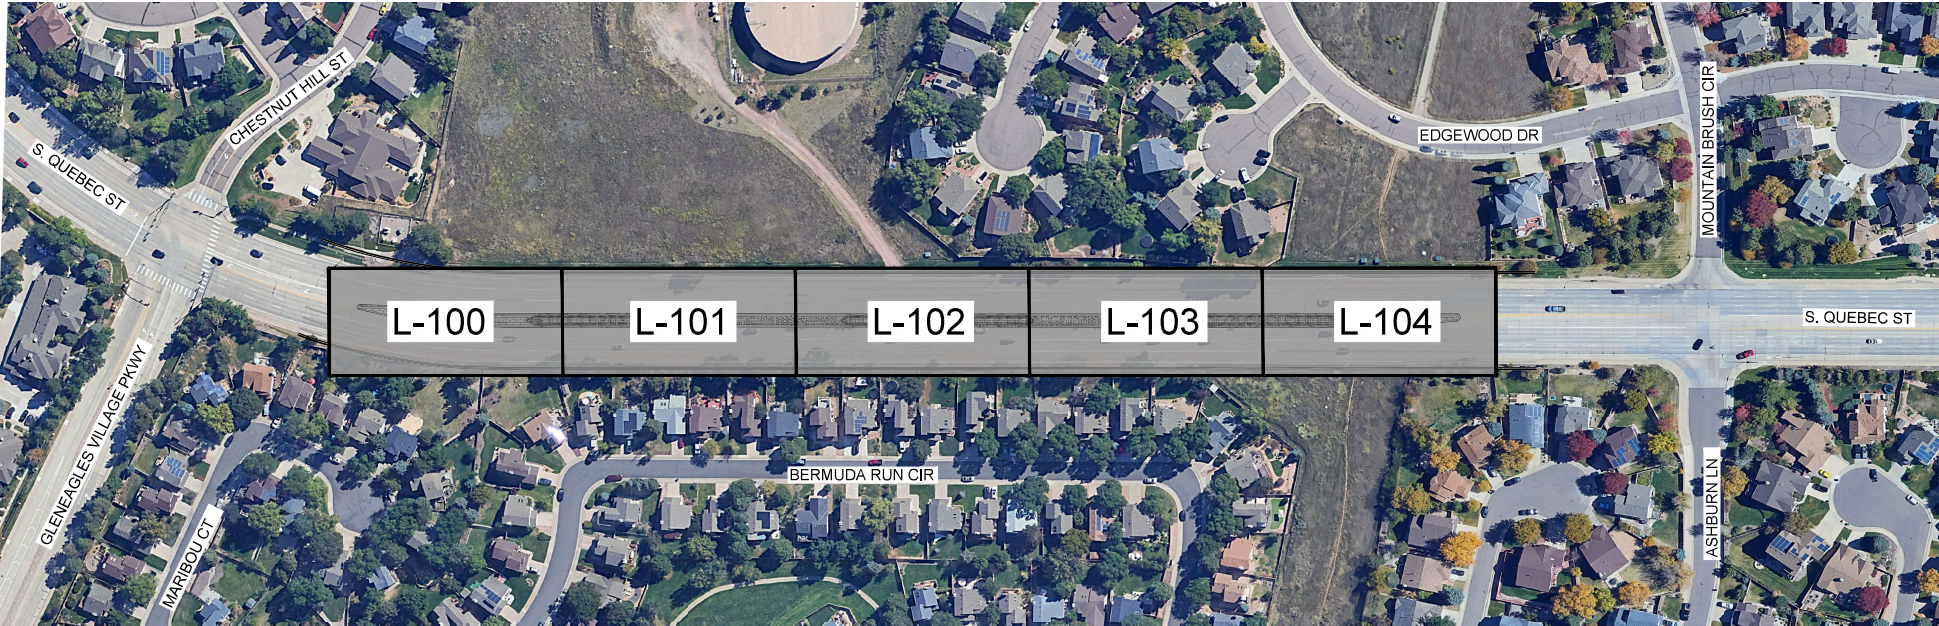 CHESTNUT HILL ST
S. QUEBEC ST
EDGEWOOD DR
MOUNTAIN BRUSH CIR
L-100
L-101
L-102
L-103
L-104
S. QUEBEC ST
GLENEAGLES VILLAGE PKWY
MARIBOU CT
BERMUDA RUN CIR
ASHBURN LN